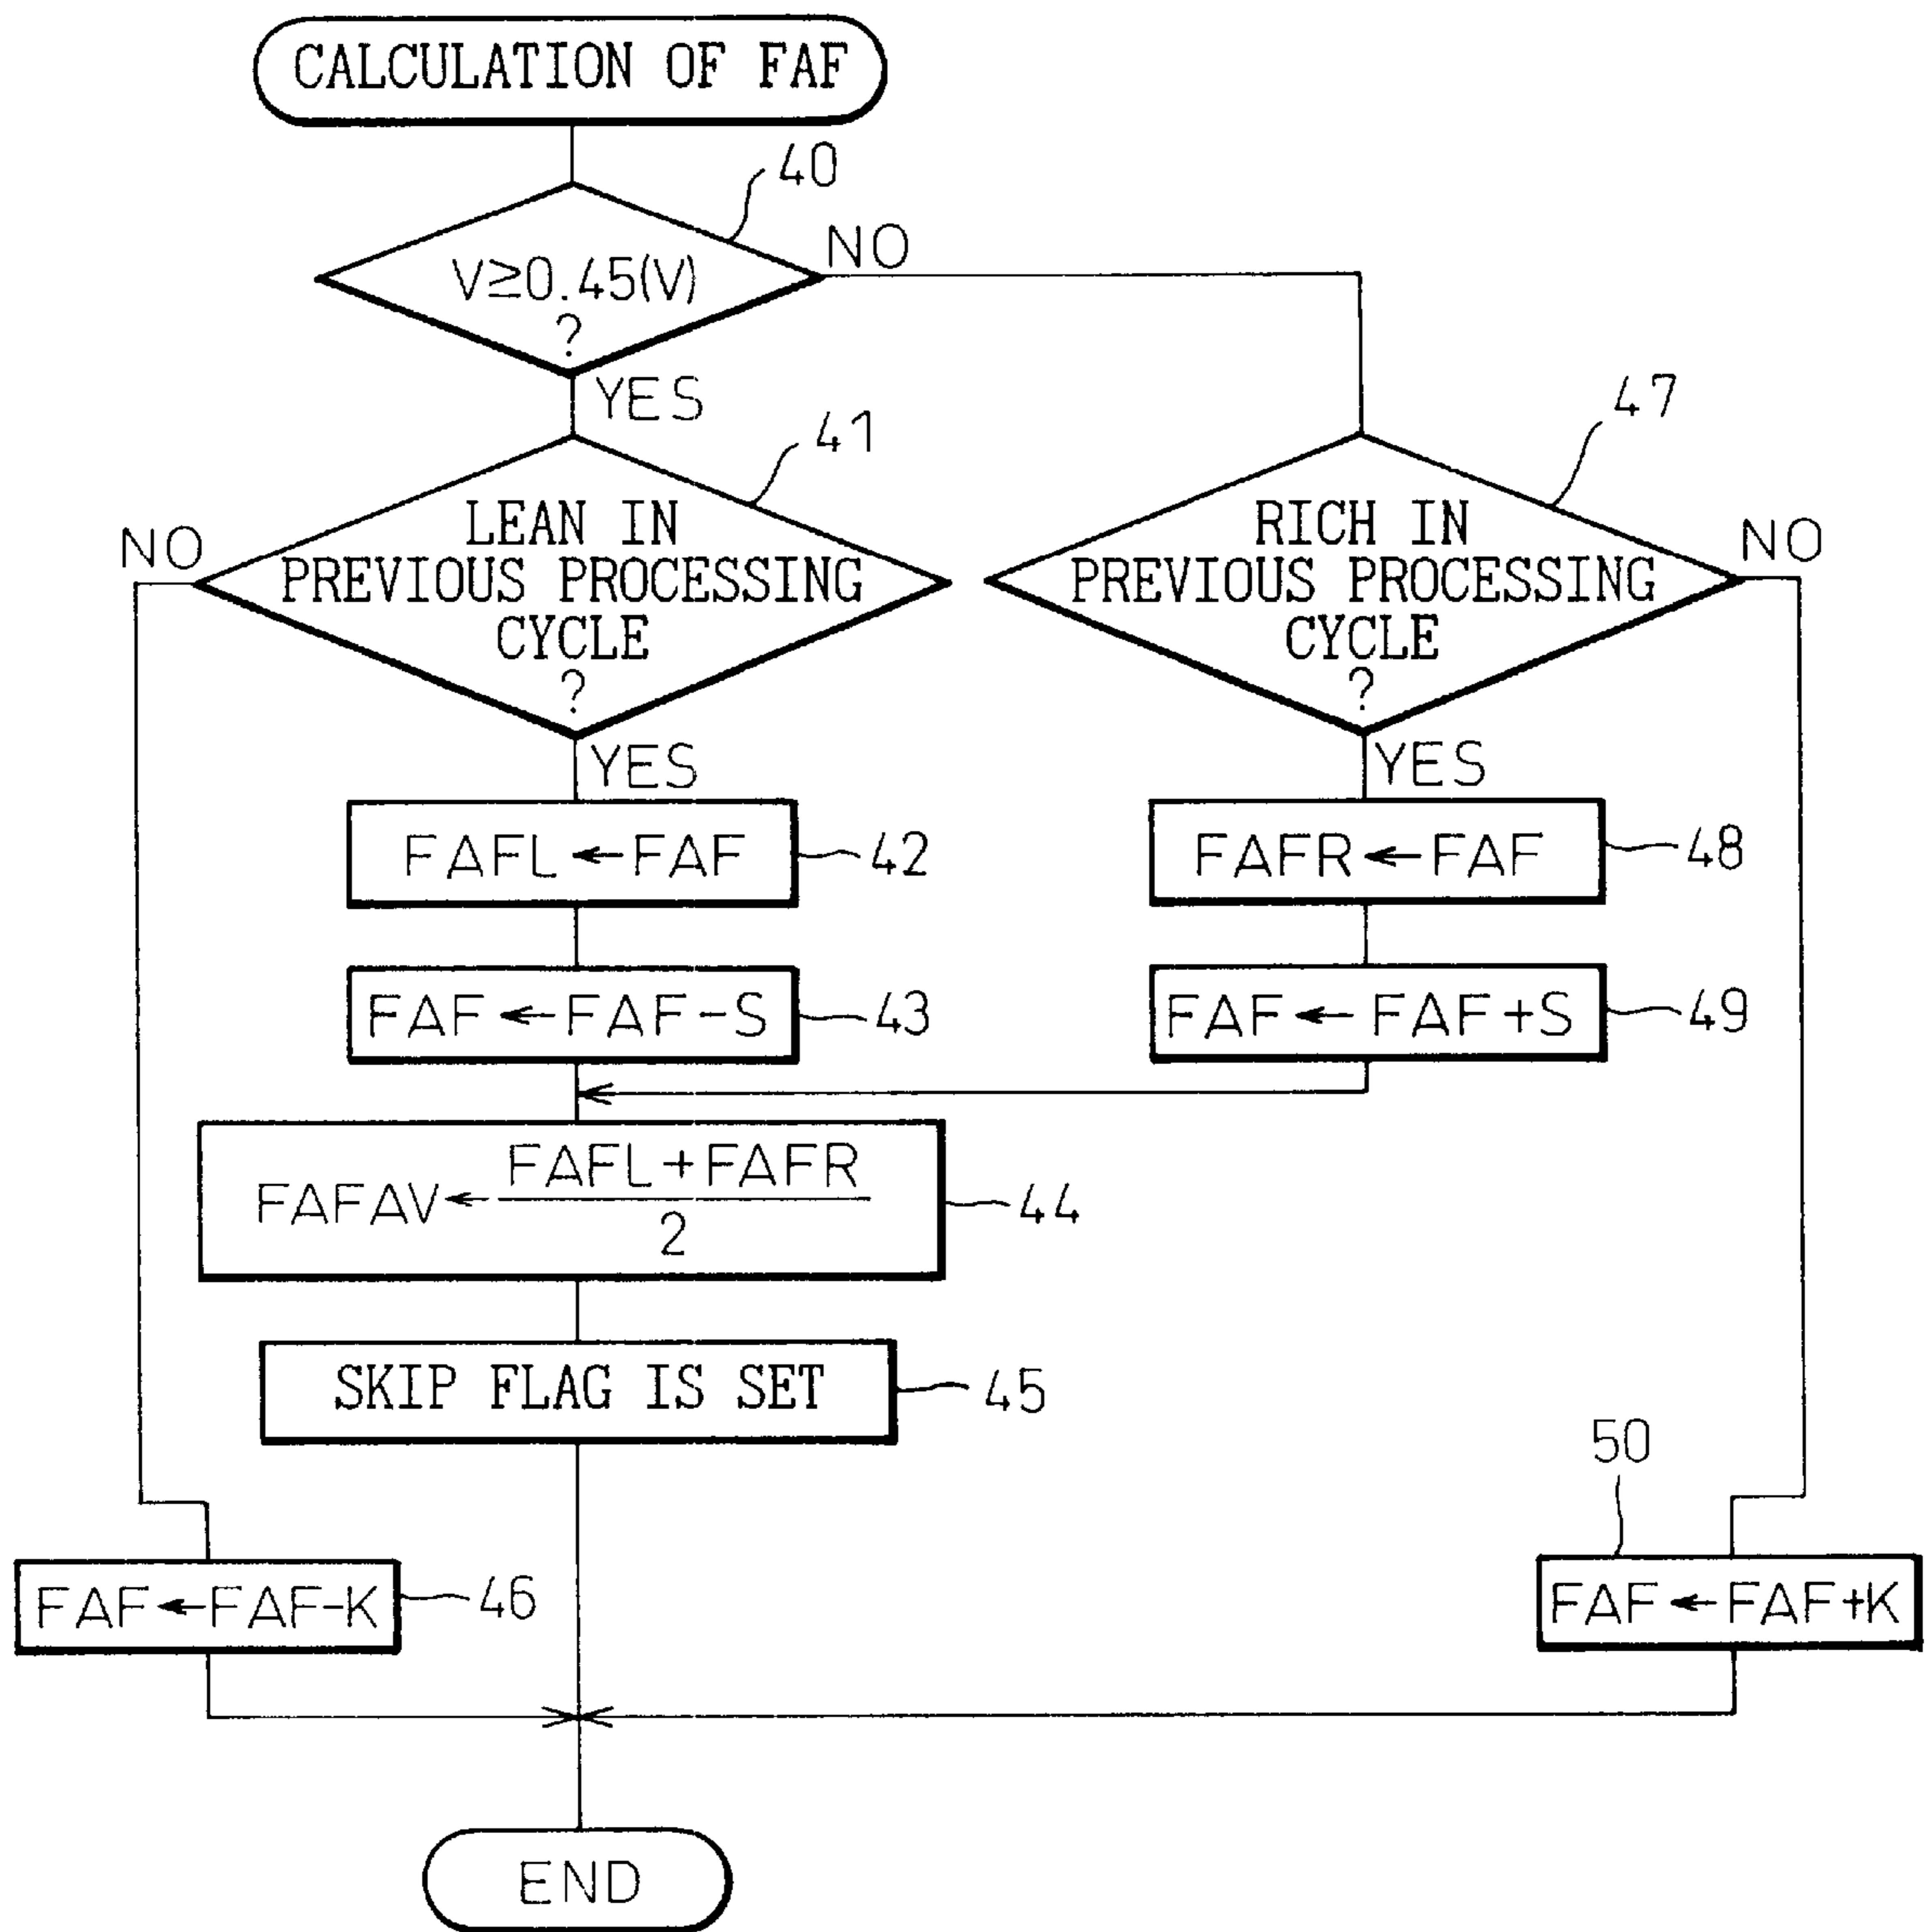 CALCULATION OF FAF
40
V≧0.45(V)
?
NO
YES
41
LEAN IN
PREVIOUS PROCESSING
CYCLE
?
NO
YES
47
RICH IN
PREVIOUS PROCESSING
CYCLE
?
NO
YES
FAFL←FAF
42
FAFR←FAF
48
FAF←FAF-S
43
FAF←FAF+S
49
FAFAV←
FAFL+FAFR
2
44
SKIP FLAG IS SET
45
50
FAF←FAF-K
46
FAF←FAF+K
END